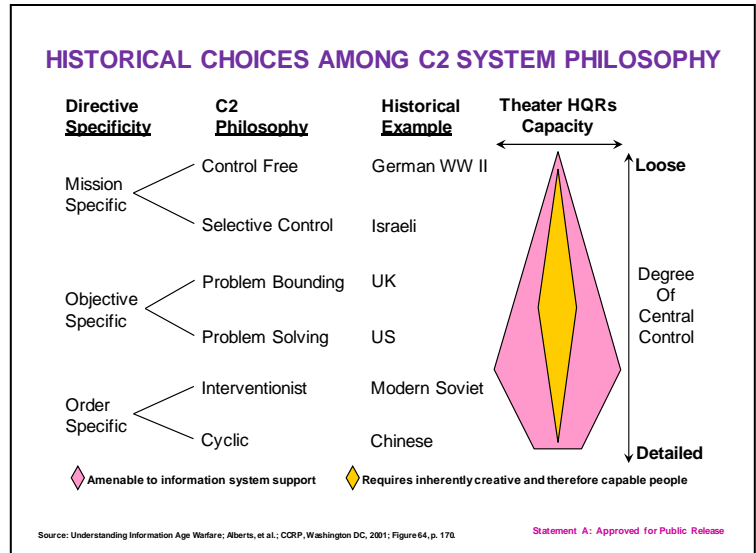 HISTORICAL CHOICES AMONG C2 SYSTEM PHILOSOPHY
Directive Specificity
C2 Philosophy
Historical Example
Theater HQRs Capacity
Mission Specific
Control Free
German WW II
Selective Control
Israeli
Objective Specific
Problem Bounding
UK
Problem Solving
US
Order Specific
Interventionist
Modern Soviet
Cyclic
Chinese
Loose
Degree
Of
Central
Control
Detailed
Amenable to information system support
Requires inherently creative and therefore capable people
Source: Understanding Information Age Warfare; Alberts, et al.; CCRP, Washington DC, 2001; Figure 64, p. 170.
Statement A: Approved for Public Release